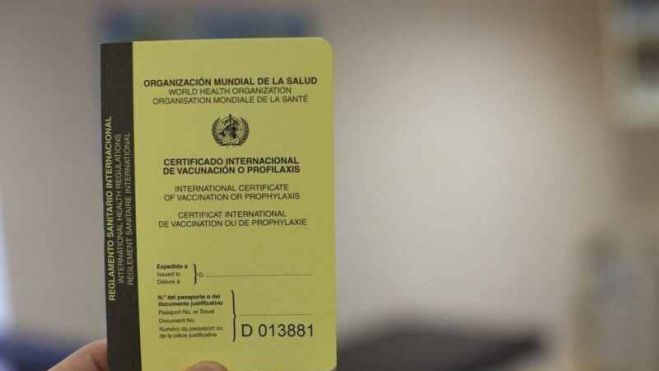 ORGANIZACIÓN MUNDIAL DE LA SALUD
WORLD HEALTH ORGANIZATION
ORGANISATION MONDIALE DE LA SANTÉ
CERTIFICADO INTERNACIONAL
DE VACUNACIÓN O PROFILAXIS
INTERNATIONAL CERTIFICATE
OF VACCINATION OR PROPHYLAXIS
CERTIFICAT INTERNATIONAL
DE VACCINATION OU DE PROPHYLAXIE
Expedido a
Issued to
Délivré à
D.
N.° del pasaporte o del
documento justificativo
Passport No. or Travel
Document No.
Numéro du passeport ou
de la pièce justificative
D 013881
REGLAMENTO SANITARIO INTERNACIONAL
INTERNATIONAL HEALTH REGULATIONS
REGLEMENT SANITAIRE INTERNATIONAL